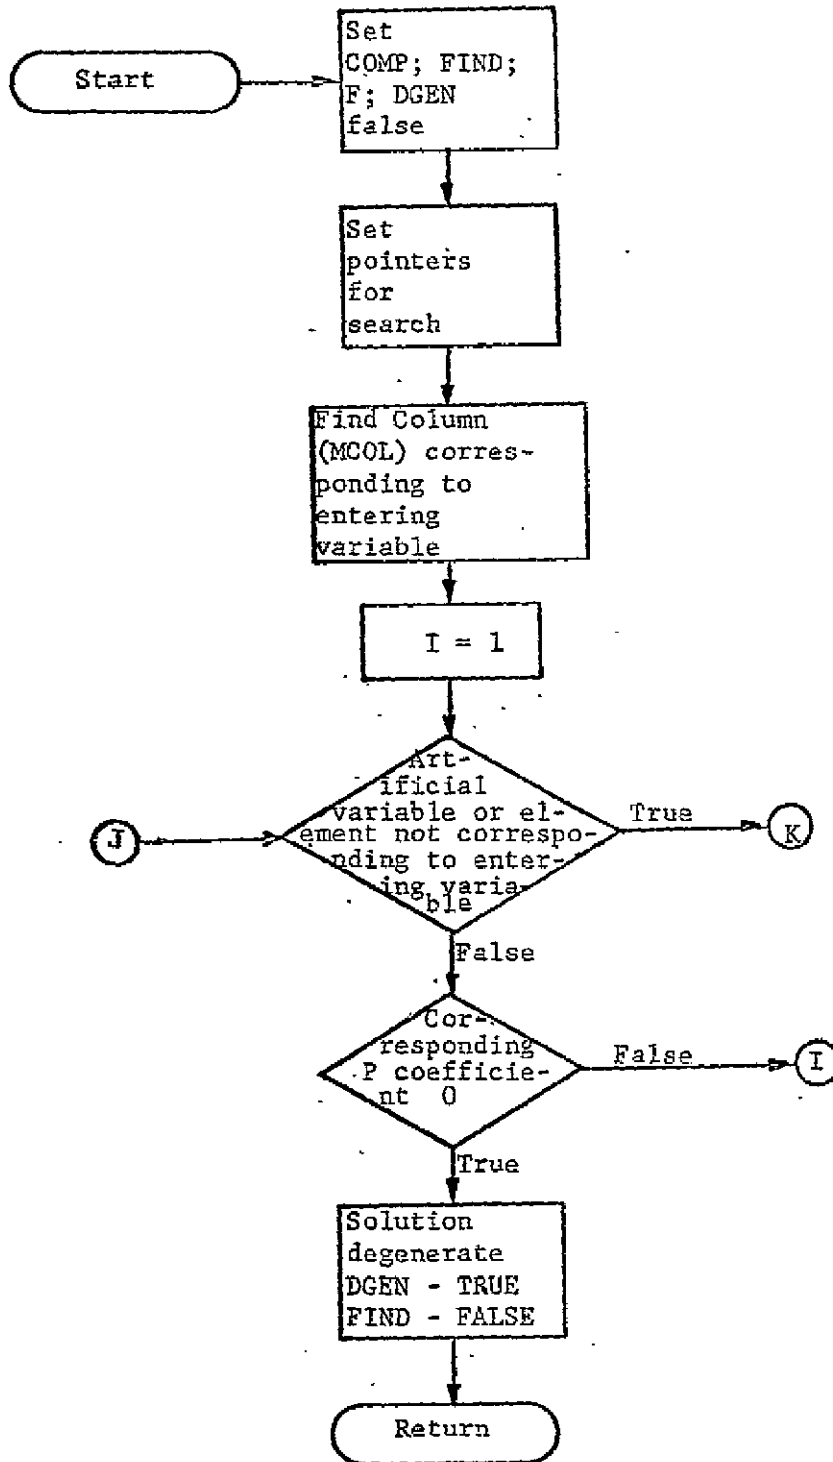 Start
Set
COMP; FIND;
F; DGEN
false
Set
pointers
for
search
Find Column
(MCOL) corres-
ponding to
entering
variable
I = 1
Art-
ificial
variable or el-
ement not correspo-
nding to enter-
ing varia-
ble
J
True
K
False
Cor-
responding
P coefficie-
nt 0
False
I
True
Solution
degenerate
DGEN - TRUE
FIND - FALSE
Return